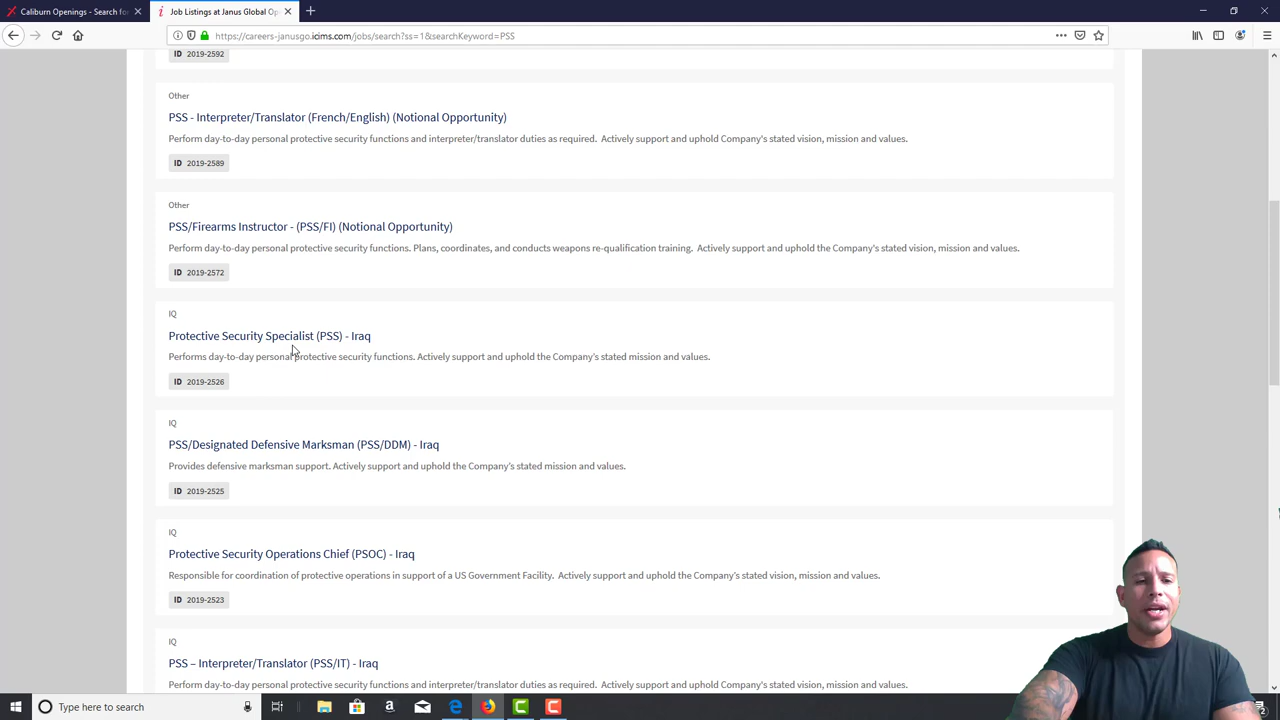 Caliburn Openings - Search for
Job Listings at Janus Global Op
https://careers-janusgo.icims.com/jobs/search?ss=1&searchKeyword=PSS
ID 2019-2592
Other
PSS - Interpreter/Translator (French/English) (Notional Opportunity)
Perform day-to-day personal protective security functions and interpreter/translator duties as required. Actively support and uphold Company's stated vision, mission and values.
ID 2019-2589
Other
PSS/Firearms Instructor - (PSS/FI) (Notional Opportunity)
Perform day-to-day personal protective security functions. Plans, coordinates, and conducts weapons re-qualification training. Actively support and uphold the Company's stated vision, mission and values.
ID 2019-2572
IQ
Protective Security Specialist (PSS) - Iraq
Performs day-to-day personal protective security functions. Actively support and uphold the Company's stated mission and values.
ID 2019-2526
IQ
PSS/Designated Defensive Marksman (PSS/DDM) - Iraq
Provides defensive marksman support. Actively support and uphold the Company's stated mission and values.
ID 2019-2525
IQ
Protective Security Operations Chief (PSOC) - Iraq
Responsible for coordination of protective operations in support of a US Government Facility. Actively support and uphold the Company's stated vision, mission and values.
ID 2019-2523
IQ
PSS – Interpreter/Translator (PSS/IT) - Iraq
Perform day-to-day personal protective security functions and interpreter/translator duties as required. Actively support and uphold the Company's stated vision, mission and values.
Type here to search